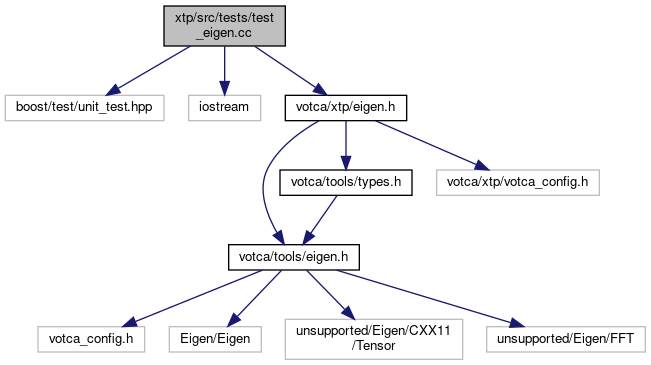 xtp/src/tests/test
_eigen.cc
boost/test/unit_test.hpp
iostream
votca/xtp/eigen.h
votca/tools/types.h
votca/xtp/votca_config.h
votca/tools/eigen.h
votca_config.h
Eigen/Eigen
unsupported/Eigen/CXX11
/Tensor
unsupported/Eigen/FFT